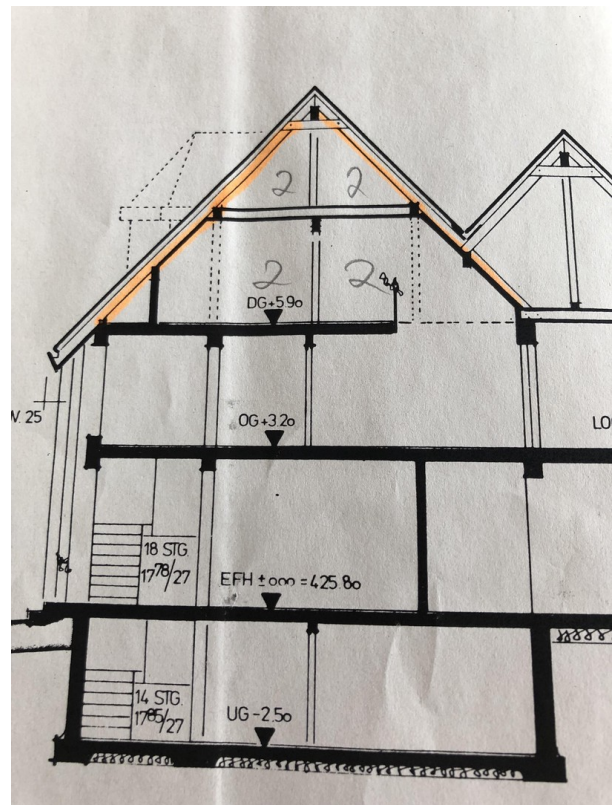 2 2
2 2
DG+5.90
V. 25
OG+3.20
LO
18 STG.
17⁷⁸/27
EFH ±0.00 = 425.80
14 STG.
17⁸⁵/27
UG -2.50